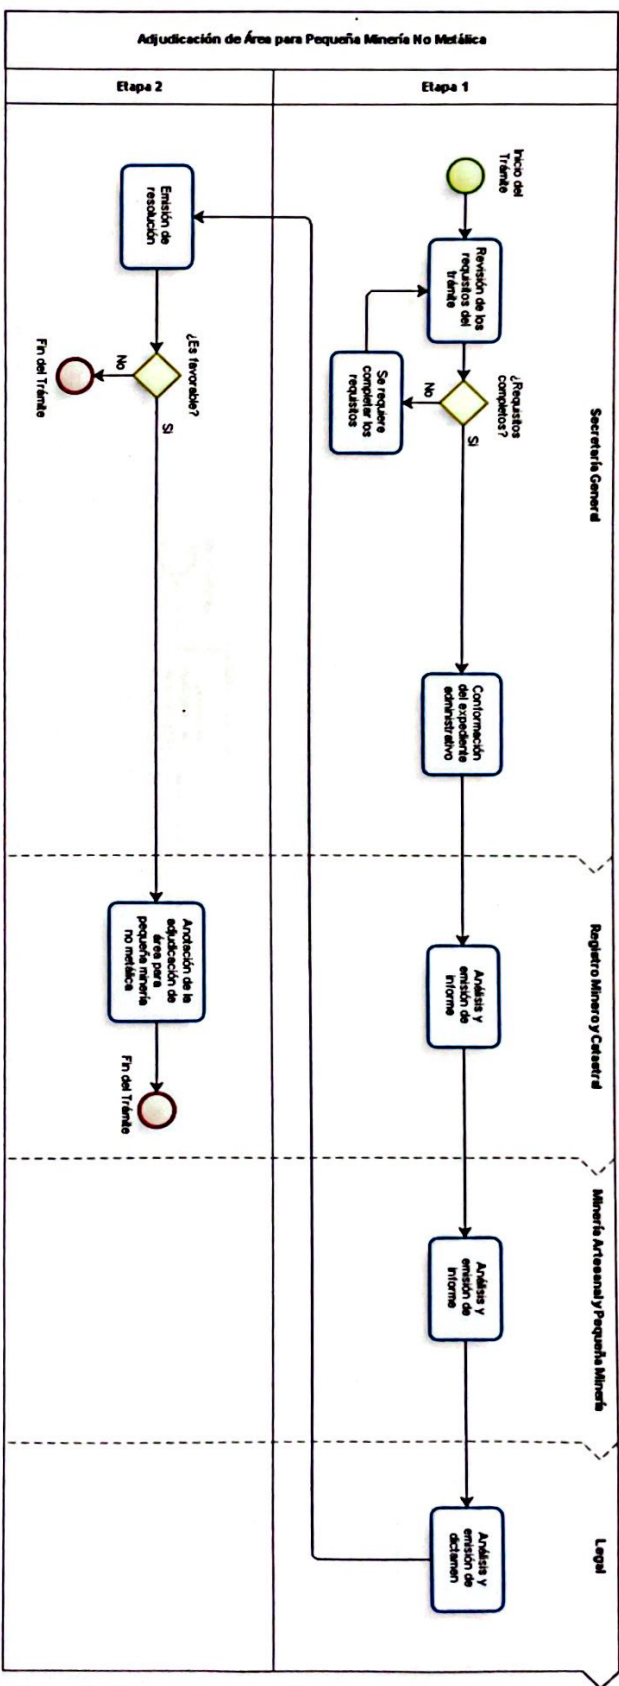 Adjudicación de Área para Pequeña Minería No Metálica
Secretaría General
Registro Minero y Catastral
Minería Artesanal y Pequeña Minería
Legal
Etapa 1
Inicio del
Trámite
Revisión de los
requisitos del
trámite
¿Requisitos
completos?
No
Si
Se requiere
completar los
requisitos
Conformación
del expediente
administrativo
Análisis y
emisión de
informe
Análisis y
emisión de
informe
Análisis y
emisión de
dictamen
Etapa 2
Emisión de
resolución
¿Es favorable?
No
Si
Fin del Trámite
Anotación de la
adjudicación de
área para
pequeña minería
no metálica
Fin del Trámite